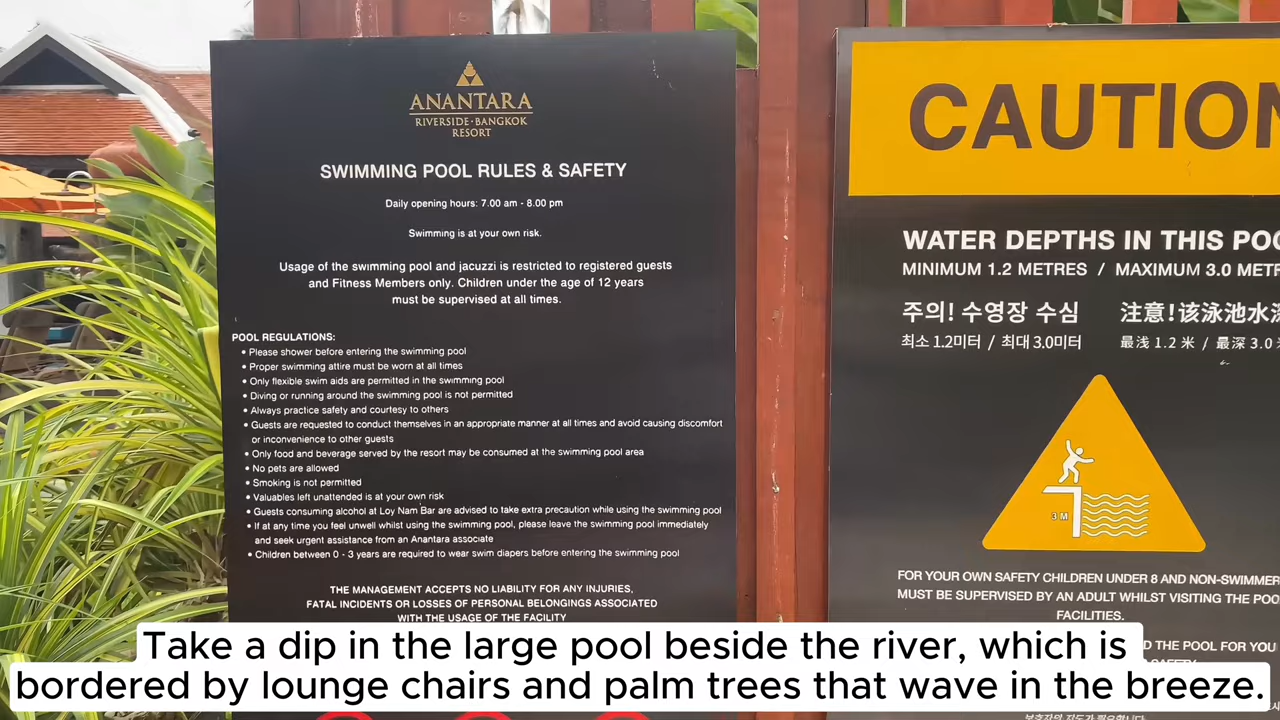 ANANTARA
RIVERSIDE·BANGKOK
RESORT
SWIMMING POOL RULES & SAFETY
Daily opening hours: 7.00 am - 8.00 pm
Swimming is at your own risk.
Usage of the swimming pool and jacuzzi is restricted to registered guests
and Fitness Members only. Children under the age of 12 years
must be supervised at all times.
POOL REGULATIONS:
• Please shower before entering the swimming pool
• Proper swimming attire must be worn at all times
• Only flexible swim aids are permitted in the swimming pool
• Diving or running around the swimming pool is not permitted
• Always practice safety and courtesy to others
• Guests are requested to conduct themselves in an appropriate manner at all times and avoid causing discomfort
or inconvenience to other guests
• Only food and beverage served by the resort may be consumed at the swimming pool area
• No pets are allowed
• Smoking is not permitted
• Valuables left unattended is at your own risk
• Guests consuming alcohol at Loy Nam Bar are advised to take extra precaution while using the swimming pool
• If at any time you feel unwell whilst using the swimming pool, please leave the swimming pool immediately
and seek urgent assistance from an Anantara associate
• Children between 0 - 3 years are required to wear swim diapers before entering the swimming pool
THE MANAGEMENT ACCEPTS NO LIABILITY FOR ANY INJURIES,
FATAL INCIDENTS OR LOSSES OF PERSONAL BELONGINGS ASSOCIATED
WITH THE USAGE OF THE FACILITY
CAUTION
WATER DEPTHS IN THIS POO
MINIMUM 1.2 METRES / MAXIMUM 3.0 METR
주의! 수영장 수심 注意!该泳池水深
최소 1.2미터 / 최대 3.0미터 最浅 1.2 米 / 最深 3.0
3 M
FOR YOUR OWN SAFETY CHILDREN UNDER 8 AND NON-SWIMMER
MUST BE SUPERVISED BY AN ADULT WHILST VISITING THE POO
FACILITIES.
D THE POOL FOR YOU
Take a dip in the large pool beside the river, which is
bordered by lounge chairs and palm trees that wave in the breeze.